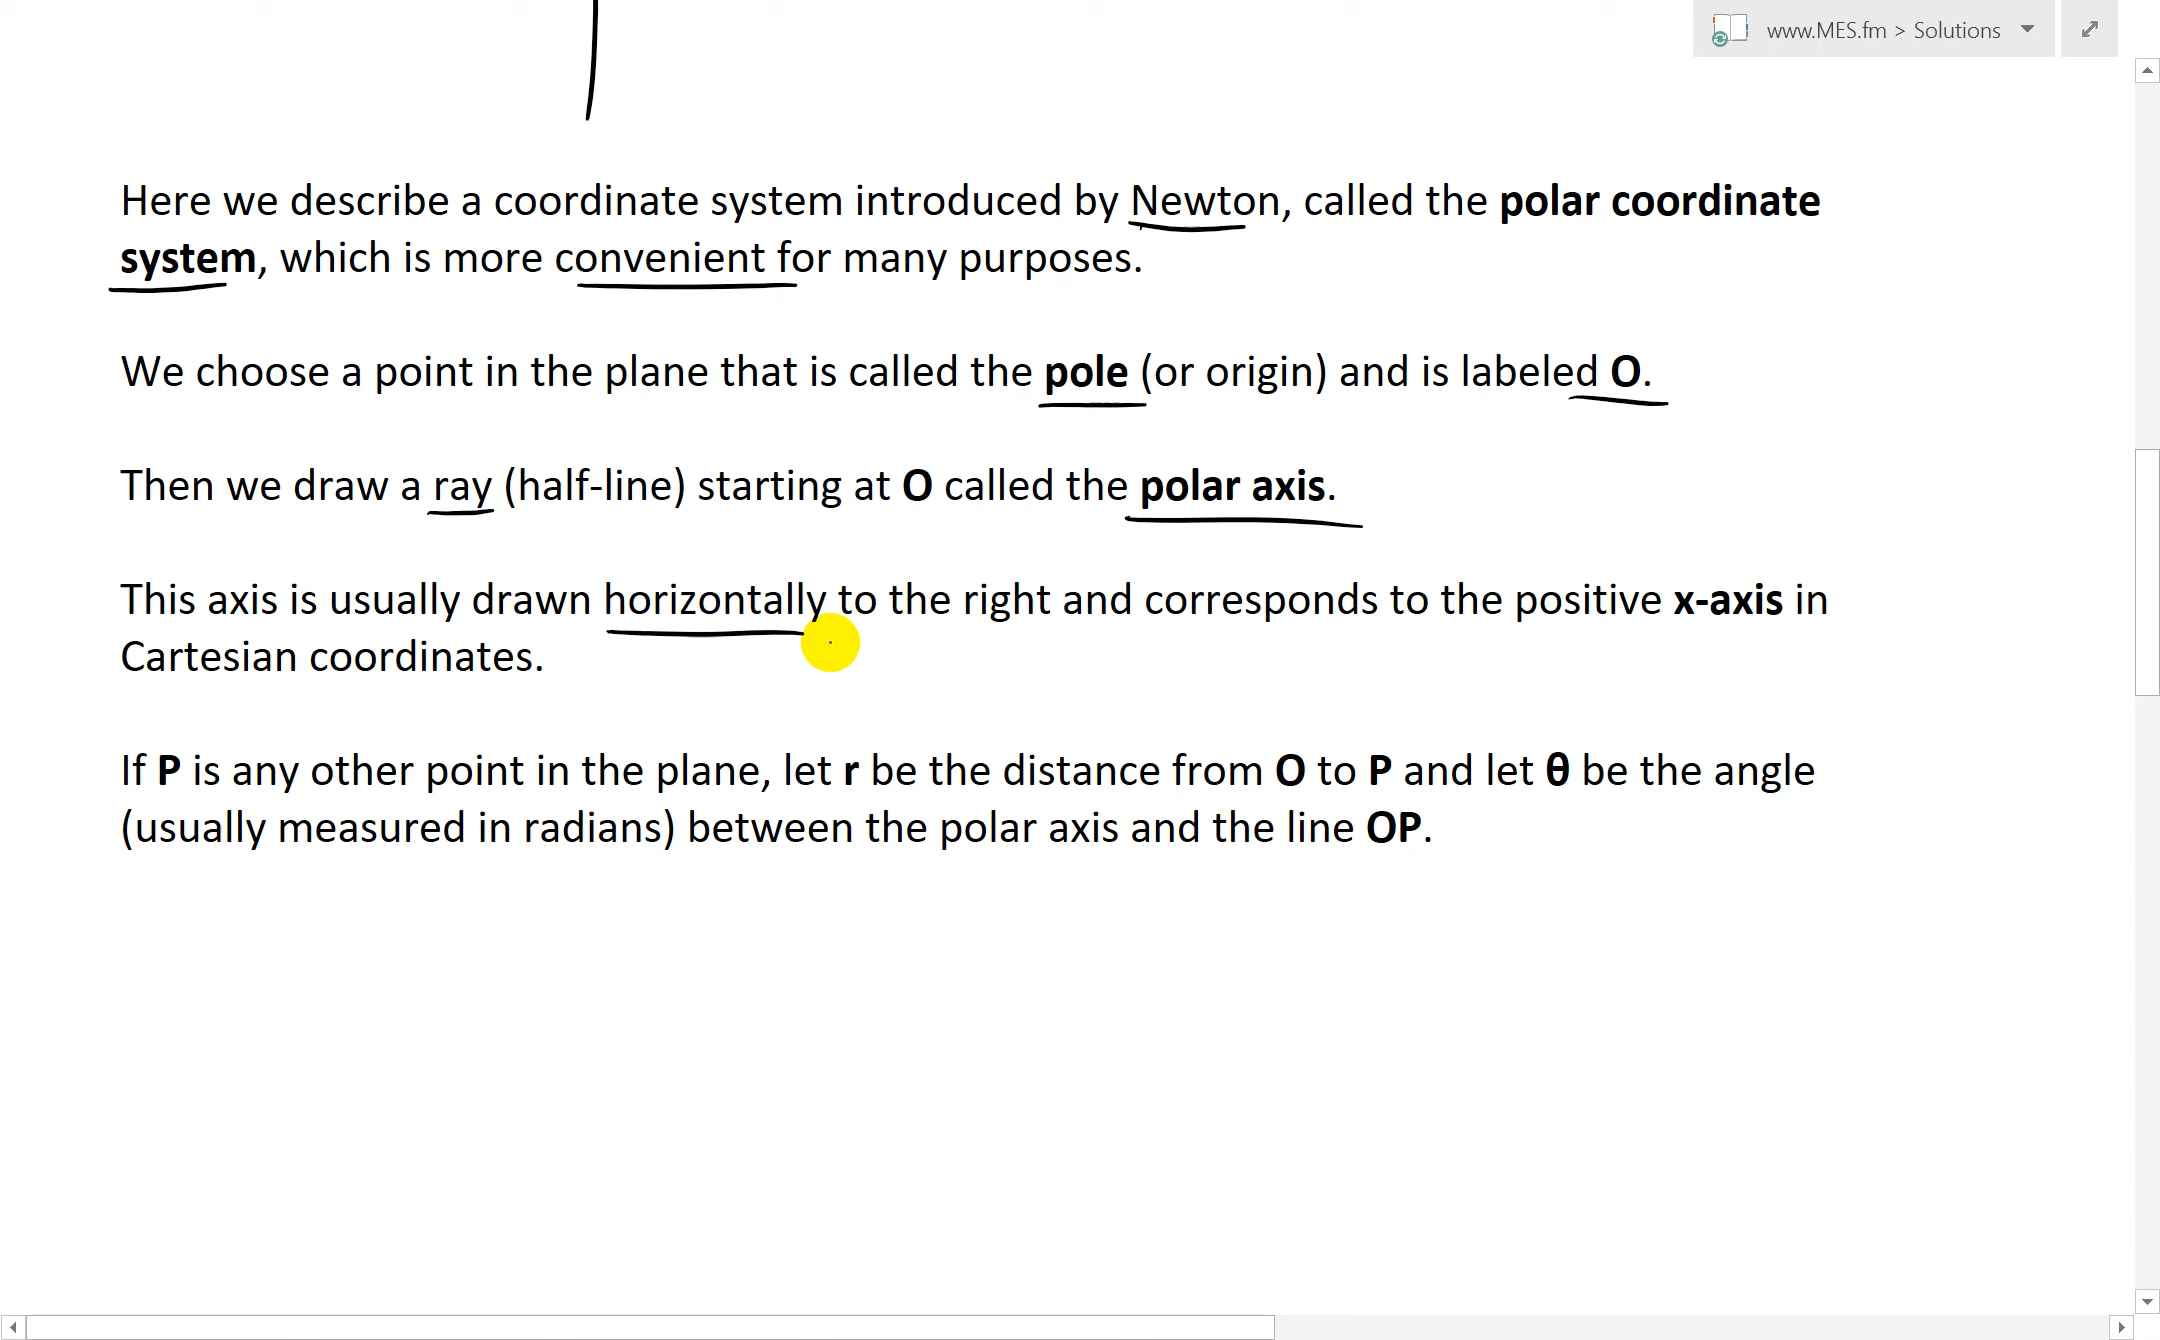 www.MES.fm > Solutions
Here we describe a coordinate system introduced by Newton, called the polar coordinate
system, which is more convenient for many purposes.
We choose a point in the plane that is called the pole (or origin) and is labeled O.
Then we draw a ray (half-line) starting at O called the polar axis.
This axis is usually drawn horizontally to the right and corresponds to the positive x-axis in
Cartesian coordinates.
If P is any other point in the plane, let r be the distance from O to P and let θ be the angle
(usually measured in radians) between the polar axis and the line OP.